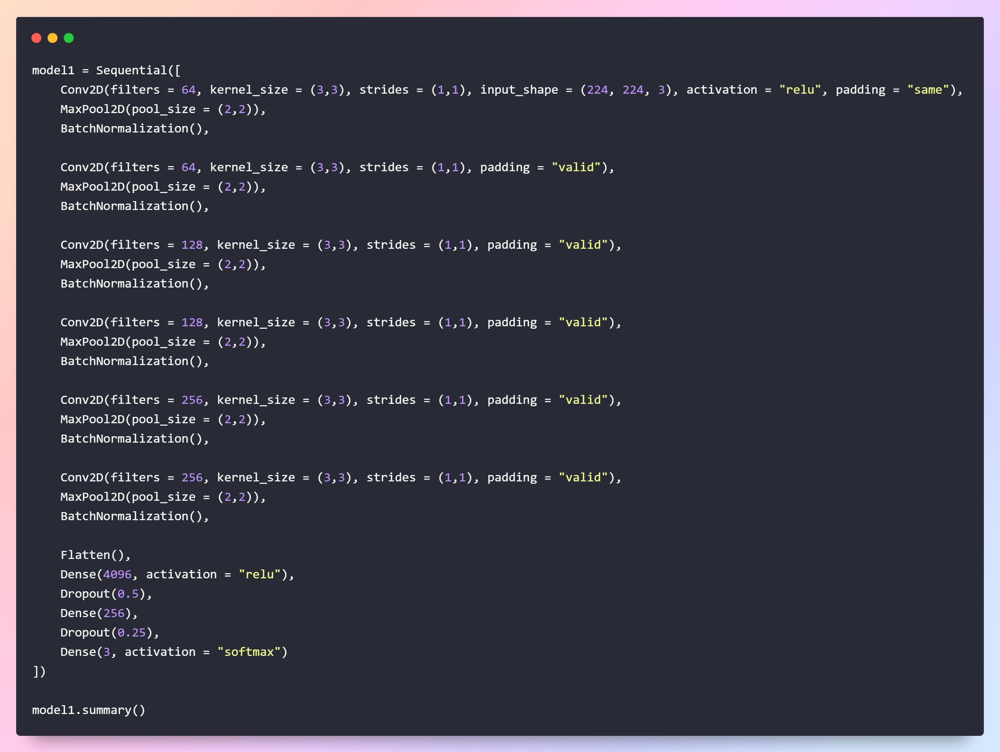 model1 = Sequential([
    Conv2D(filters = 64, kernel_size = (3,3), strides = (1,1), input_shape = (224, 224, 3), activation = "relu", padding = "same"),
    MaxPool2D(pool_size = (2,2)),
    BatchNormalization(),

    Conv2D(filters = 64, kernel_size = (3,3), strides = (1,1), padding = "valid"),
    MaxPool2D(pool_size = (2,2)),
    BatchNormalization(),

    Conv2D(filters = 128, kernel_size = (3,3), strides = (1,1), padding = "valid"),
    MaxPool2D(pool_size = (2,2)),
    BatchNormalization(),

    Conv2D(filters = 128, kernel_size = (3,3), strides = (1,1), padding = "valid"),
    MaxPool2D(pool_size = (2,2)),
    BatchNormalization(),

    Conv2D(filters = 256, kernel_size = (3,3), strides = (1,1), padding = "valid"),
    MaxPool2D(pool_size = (2,2)),
    BatchNormalization(),

    Conv2D(filters = 256, kernel_size = (3,3), strides = (1,1), padding = "valid"),
    MaxPool2D(pool_size = (2,2)),
    BatchNormalization(),

    Flatten(),
    Dense(4096, activation = "relu"),
    Dropout(0.5),
    Dense(256),
    Dropout(0.25),
    Dense(3, activation = "softmax")
])

model1.summary()